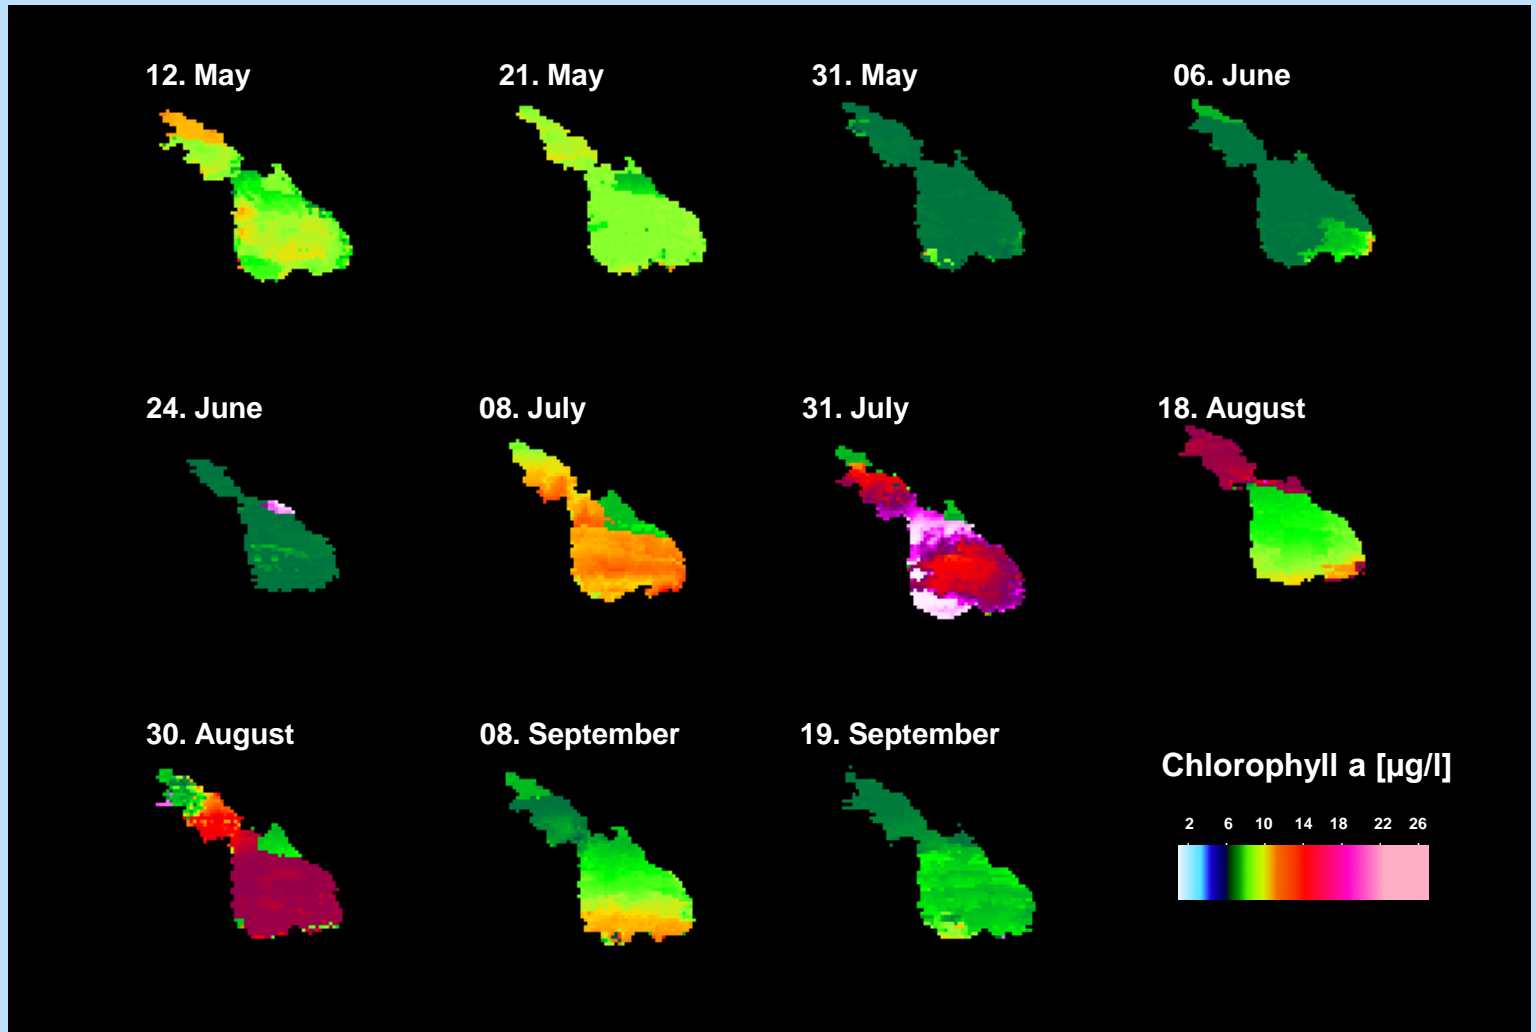 12. May
21. May
31. May
06. June
24. June
08. July
31. July
18. August
30. August
08. September
19. September
Chlorophyll a [µg/l]
2 6 10 14 18 22 26